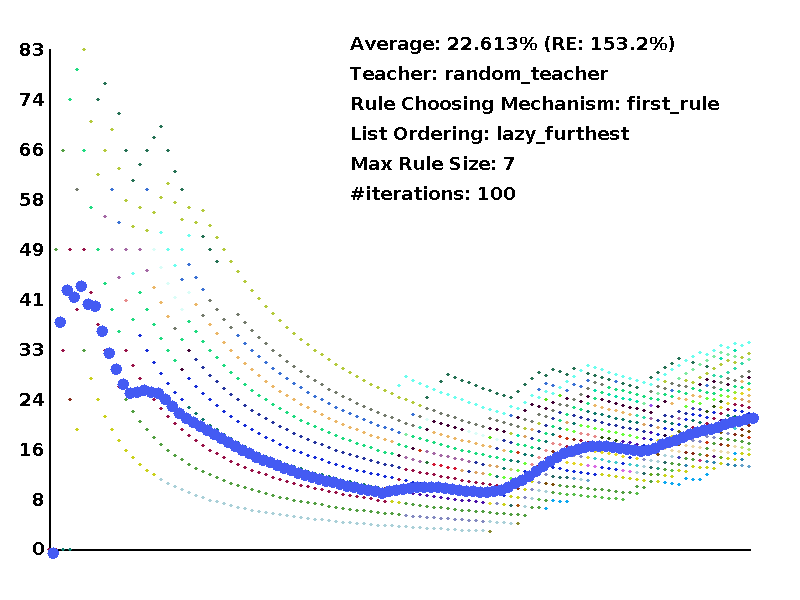 Average: 22.613% (RE: 153.2%)
Teacher: random_teacher
Rule Choosing Mechanism: first_rule
List Ordering: lazy_furthest
Max Rule Size: 7
#iterations: 100
83
74
66
58
49
41
33
24
16
8
0